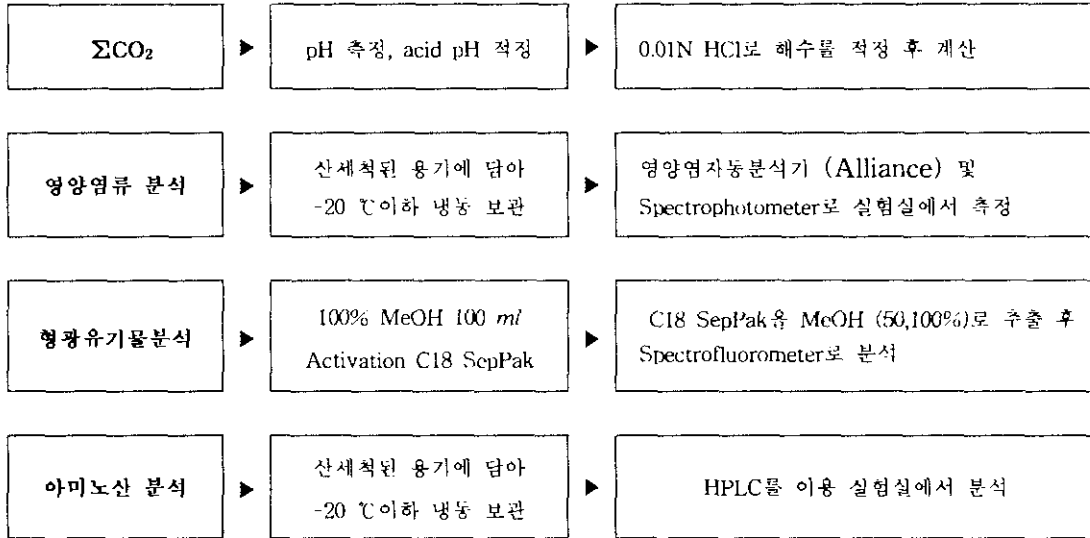 ΣCO₂
pH 측정, acid pH 적정
0.01N HCl로 해수를 적정 후 계산
영양염류 분석
산세척된 용기에 담아
-20 ℃이하 냉동 보관
영양염자동분석기 (Alliance) 및
Spectrophotometer로 실험실에서 측정
형광유기물분석
100% MeOH 100 ml
Activation C18 SepPak
C18 SepPak을 MeOH (50,100%)로 추출 후
Spectrofluorometer로 분석
아미노산 분석
산세척된 용기에 담아
-20 ℃이하 냉동 보관
HPLC를 이용 실험실에서 분석